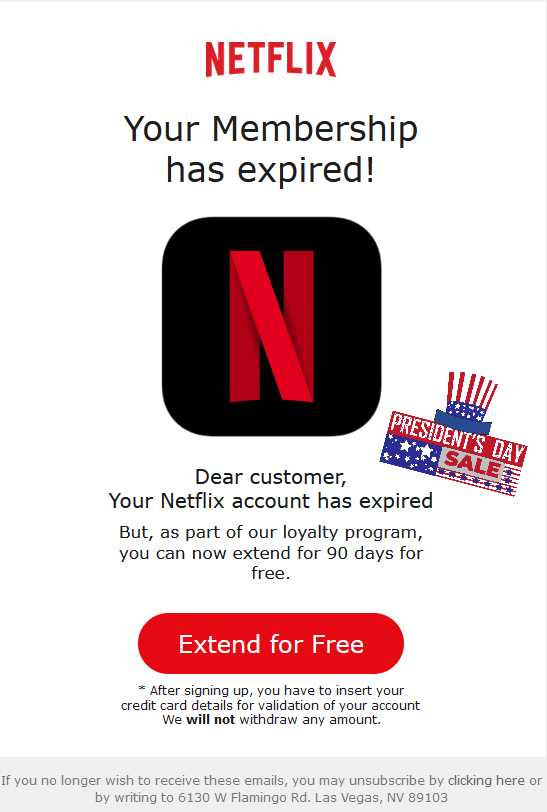 NETFLIX
Your Membership
has expired!
N
PRESIDENT'S DAY
SALE
Dear customer,
Your Netflix account has expired
But, as part of our loyalty program,
you can now extend for 90 days for
free.
Extend for Free
* After signing up, you have to insert your
credit card details for validation of your account
We will not withdraw any amount.
If you no longer wish to receive these emails, you may unsubscribe by clicking here or
by writing to 6130 W Flamingo Rd. Las Vegas, NV 89103